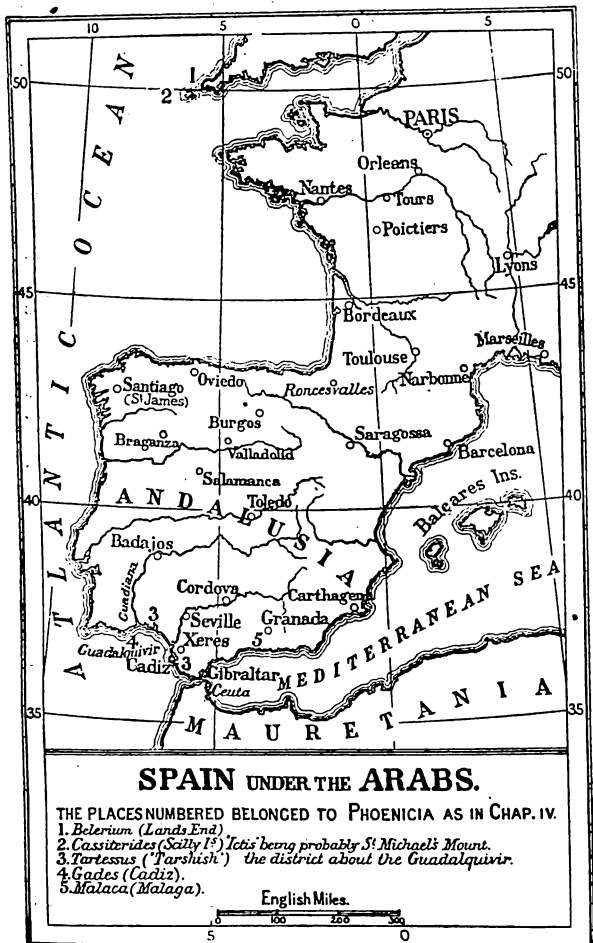 10 5 0 5
50 50
1
2
ATLANTIC OCEAN
PARIS
Orleans
Nantes
Tours
Poictiers
Lyons
45 45
Bordeaux
Marseilles
Toulouse
Narbonne
Oviedo
Santiago
(St. James)
Roncesvalles
Burgos
Braganza
Valladolid
Saragossa
Barcelona
Salamanca
Baleares Ins.
40 40
ANDALUSIA
Toledo
Badajos
Guadiana
Cordova
Carthagena
3
Seville
Granada
4
Xeres
5
Guadalquivir
Cadiz
3
Gibraltar
Ceuta
MEDITERRANEAN SEA
35 35
MAURETANIA
SPAIN UNDER THE ARABS.
THE PLACES NUMBERED BELONGED TO PHOENICIA AS IN CHAP. IV.
1. Belerium (Lands End)
2. Cassiterides (Scilly Is.) 'Ictis' being probably St. Michael's Mount.
3. Tartessus ('Tarshish') the district about the Guadalquivir.
4. Gades (Cadiz).
5. Malaca (Malaga).
English Miles.
0 100 200 300
5 0